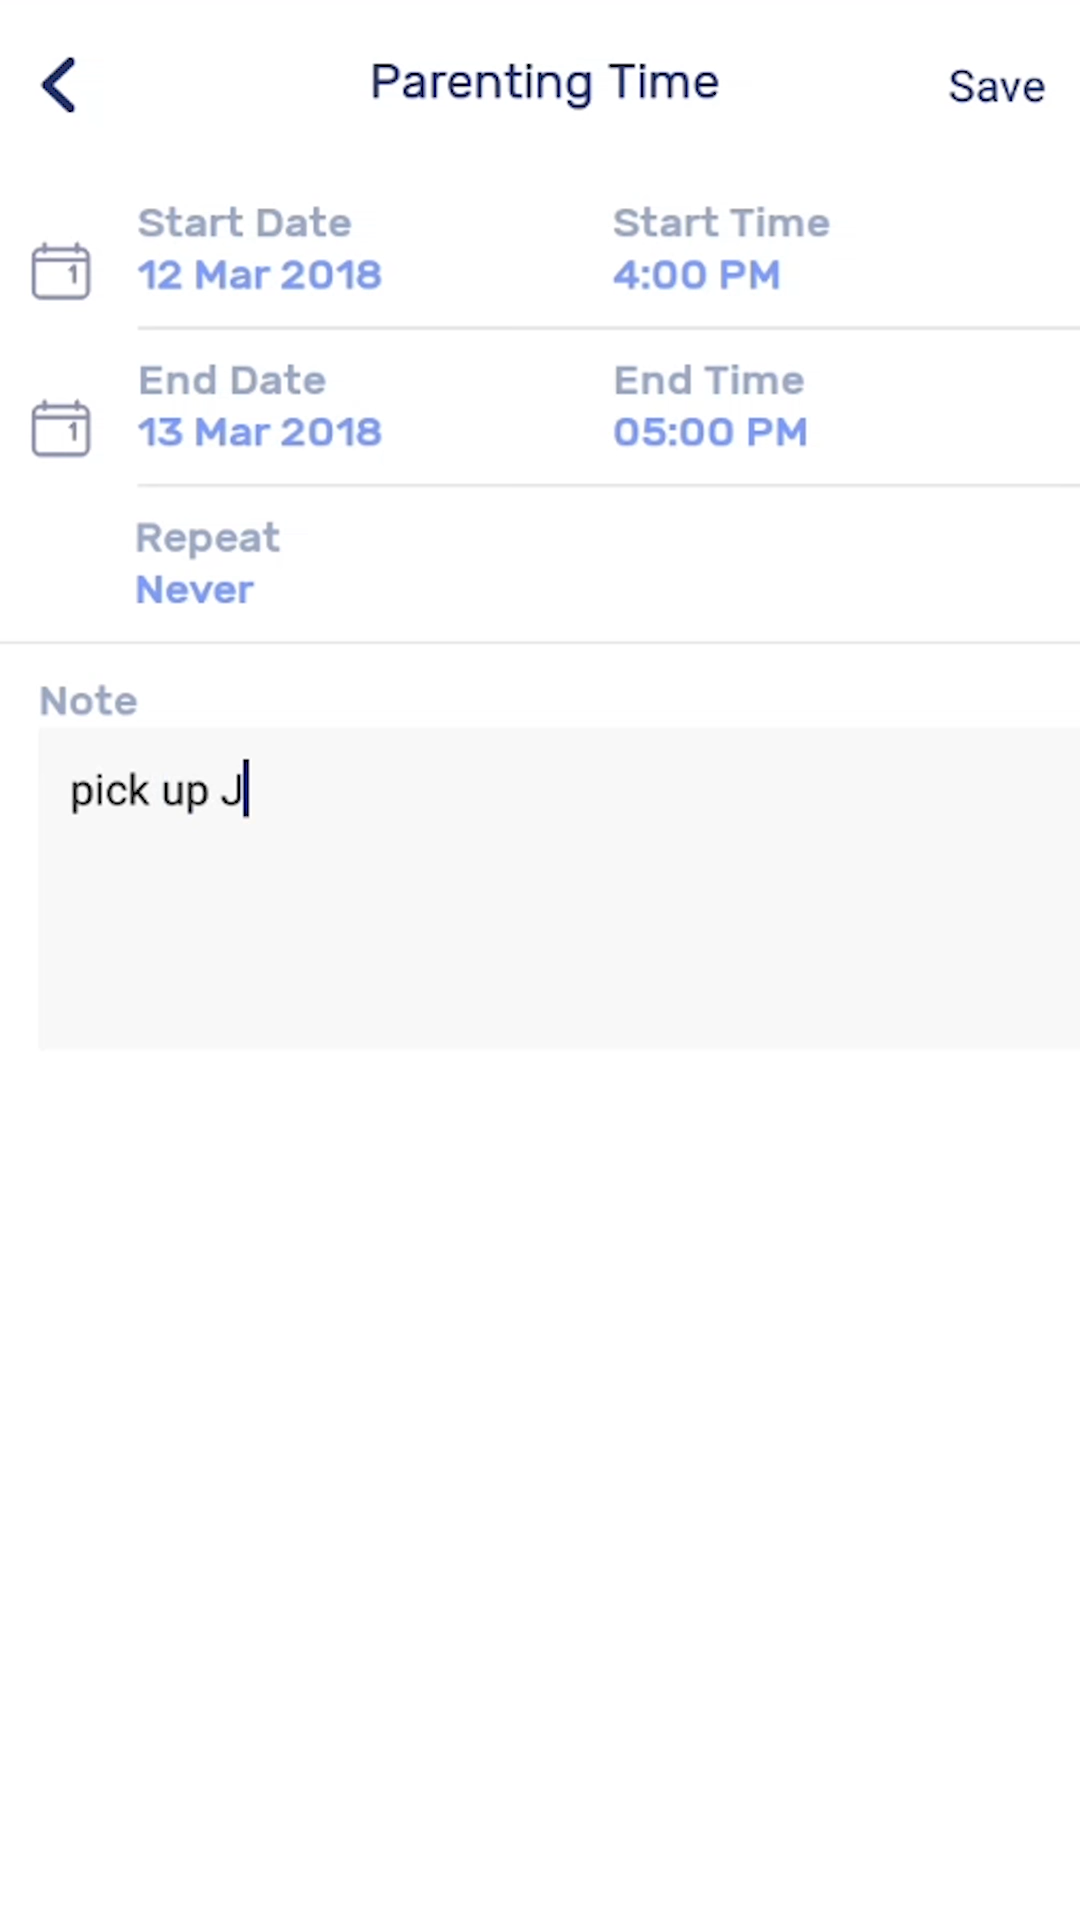 Parenting Time
Save
Start Date
Start Time
12 Mar 2018
4:00 PM
End Date
End Time
13 Mar 2018
05:00 PM
Repeat
Never
Note
pick up J